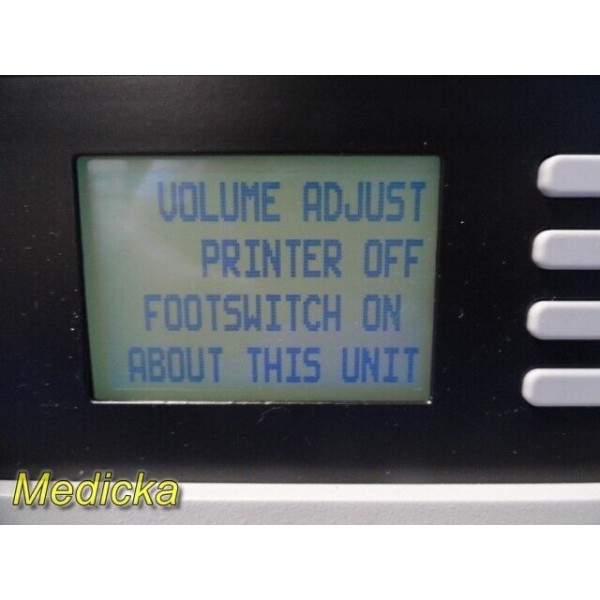 VOLUME ADJUST
PRINTER OFF
FOOTSWITCH ON
ABOUT THIS UNIT
Medicka